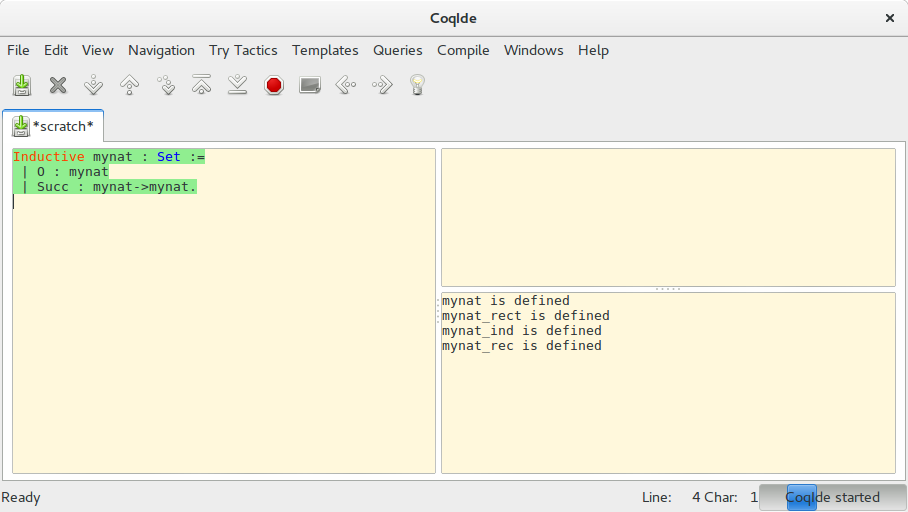 CoqIde
File Edit View Navigation Try Tactics Templates Queries Compile Windows Help
*scratch*
Inductive mynat : Set :=
| O : mynat
| Succ : mynat->mynat.
mynat is defined
mynat_rect is defined
mynat_ind is defined
mynat_rec is defined
Ready
Line: 4 Char: 1
CoqIde started